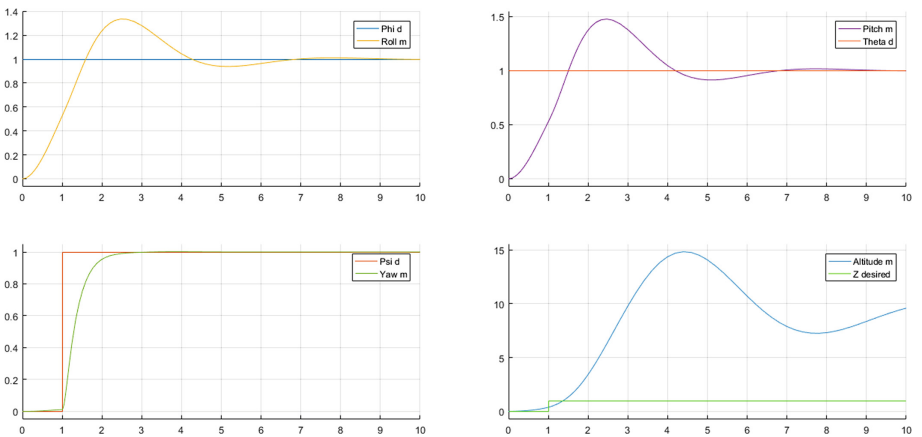 1.4
1.2
1
0.8
0.6
0.4
0.2
0
0 1 2 3 4 5 6 7 8 9 10
Phi d
Roll m
1.5
1
0.5
0
0 1 2 3 4 5 6 7 8 9 10
Pitch m
Theta d
1
0.8
0.6
0.4
0.2
0
0 1 2 3 4 5 6 7 8 9 10
Psi d
Yaw m
15
10
5
0
0 1 2 3 4 5 6 7 8 9 10
Altitude m
Z desired